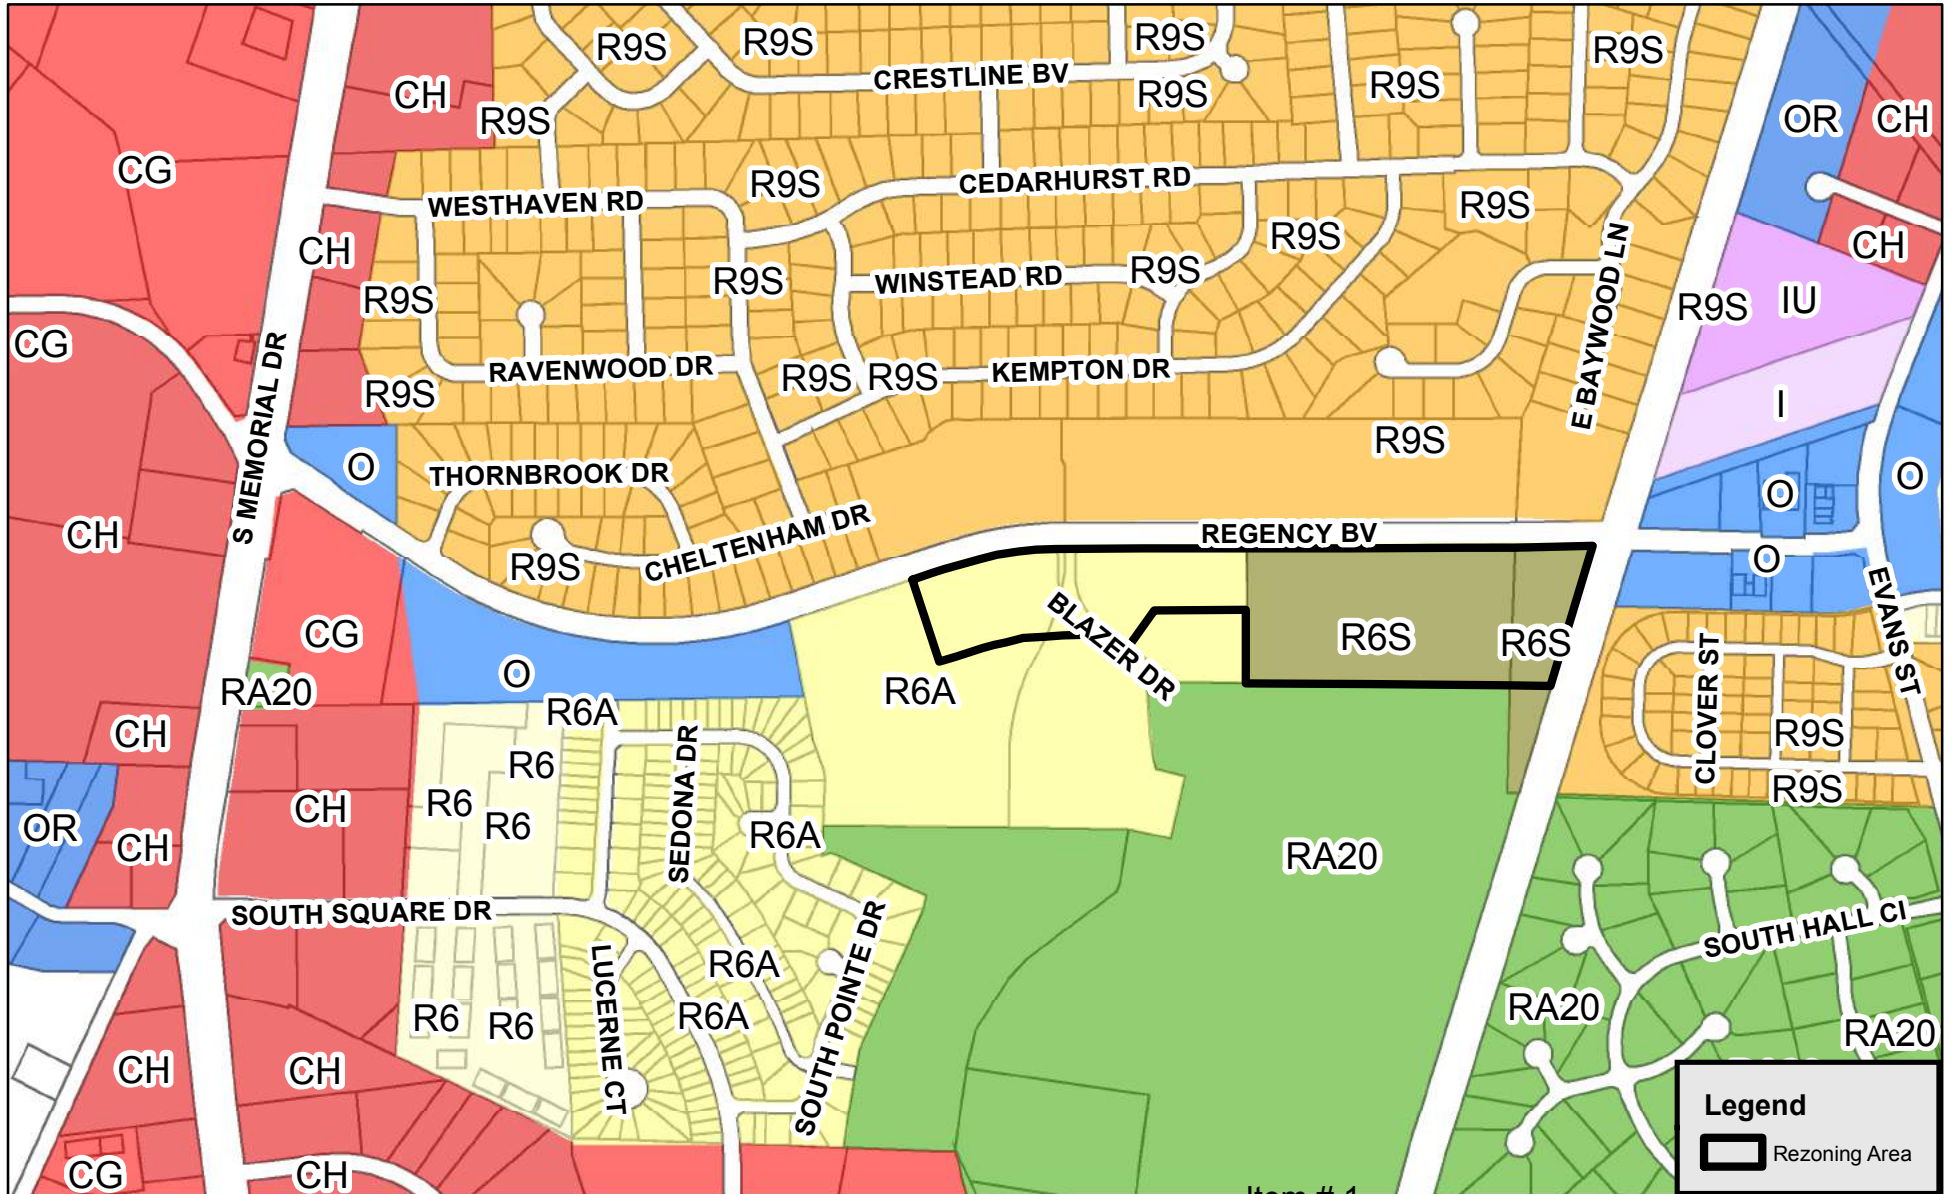 R9S
R9S
R9S
R9S
CRESTLINE BV
R9S
R9S
CH
R9S
OR
CH
CG
R9S
CEDARHURST RD
WESTHAVEN RD
R9S
R9S
CH
CH
R9S
WINSTEAD RD
R9S
R9S
R9S
IU
E BAYWOOD LN
CG
S MEMORIAL DR
RAVENWOOD DR
R9S
R9S
KEMPTON DR
R9S
I
O
THORNBROOK DR
R9S
O
O
CH
CHELTENHAM DR
REGENCY BV
R9S
O
EVANS ST
CG
BLAZER DR
R6S
R6S
O
RA20
R6A
R6A
CLOVER ST
CH
SEDONA DR
R9S
R6
R9S
CH
R6
R6
OR
CH
R6A
RA20
SOUTH SQUARE DR
SOUTH POINTE DR
SOUTH HALL CI
LUCERNE CT
R6A
R6
R6
R6A
RA20
RA20
CH
CH
CG
CH
Legend
Rezoning Area
Item # 1